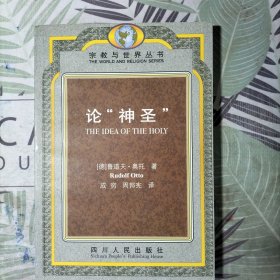 宗教与世界丛书
THE WORLD AND RELIGION SERIES
论“神圣”
THE IDEA OF THE HOLY
[德]鲁道夫·奥托 著
Rudolf Otto
成穷 周邦宪 译
四川人民出版社
Sichuan People's Publishing House